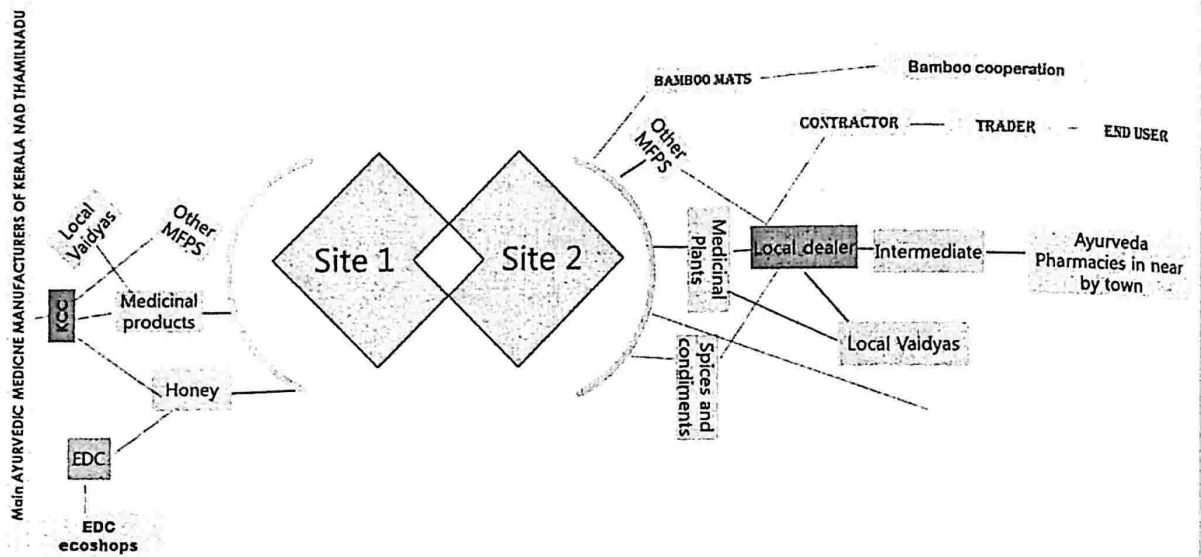 Main AYURVEDIC MEDICNE MANUFACTURERS OF KERALA NAD THAMILNADU
Local
Vaidyas
Other
MFPS
KCC
Medicinal
products
Honey
EDC
EDC
ecoshops
Site 1
Site 2
BAMBOO MATS
Bamboo cooperation
Other
MFPS
CONTRACTOR
TRADER
END USER
Medicinal
Plants
Local dealer
Intermediate
Ayurveda
Pharmacies in near
by town
Local Vaidyas
Spices and
condiments